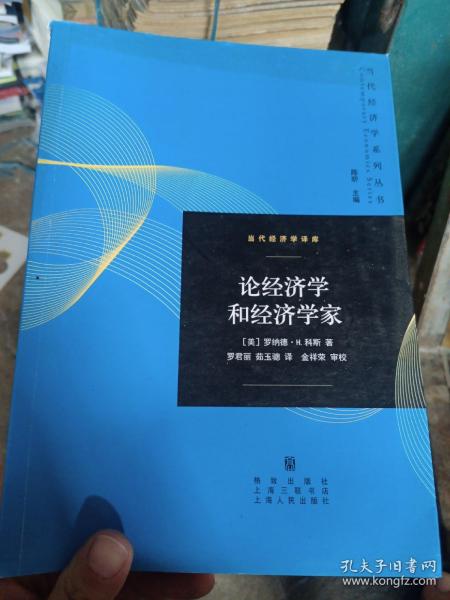 当代经济学系列丛书
Contemporary Economics Series
陈昕 主编
当代经济学译库
论经济学
和经济学家
[美] 罗纳德·H.科斯 著
罗君丽 茹玉骢 译 金祥荣 审校
格致出版社
上海三联书店
上海人民出版社
孔夫子旧书网
www.kongfz.com